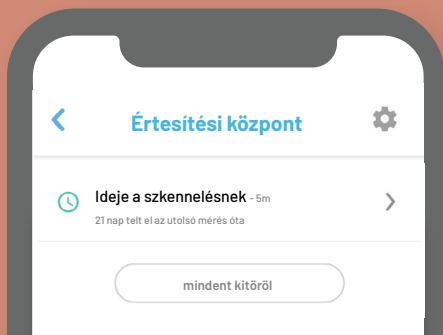 Értesítési központ
Ideje a szkennelésnek - 5m
21 nap telt el az utolsó mérés óta
mindent kitöröl